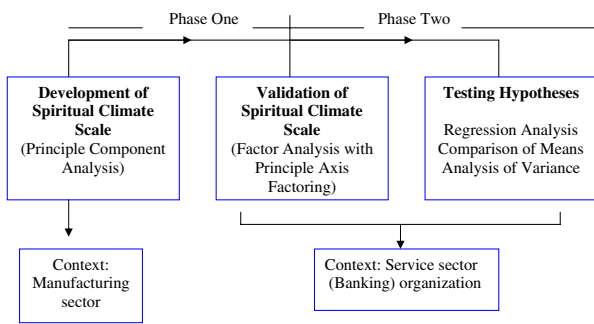 Phase One
Phase Two
Development of
Spiritual Climate
Scale
(Principle Component
Analysis)
Validation of
Spiritual Climate
Scale
(Factor Analysis with
Principle Axis
Factoring)
Testing Hypotheses
Regression Analysis
Comparison of Means
Analysis of Variance
Context:
Manufacturing
sector
Context: Service sector
(Banking) organization